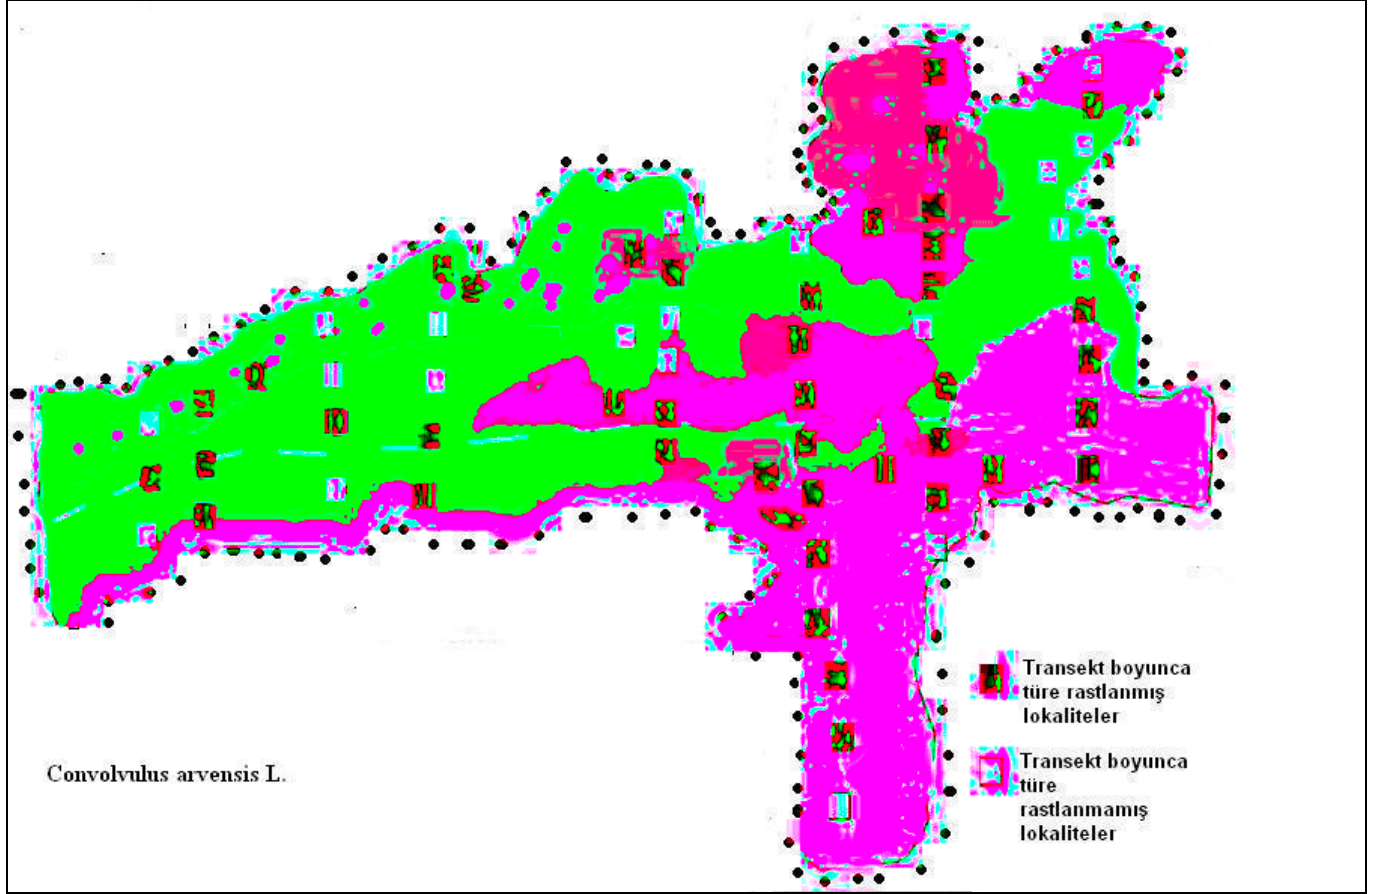 Transekt boyunca
türe rastlanmış
lokaliteler
Convolvulus arvensis L.
Transekt boyunca
türe
rastlanmamış
lokaliteler